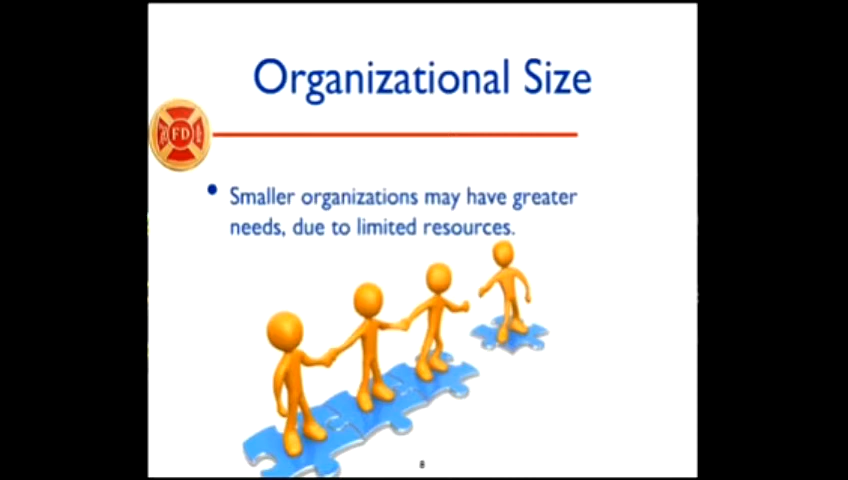 Organizational Size
FD
• Smaller organizations may have greater
needs, due to limited resources.
8